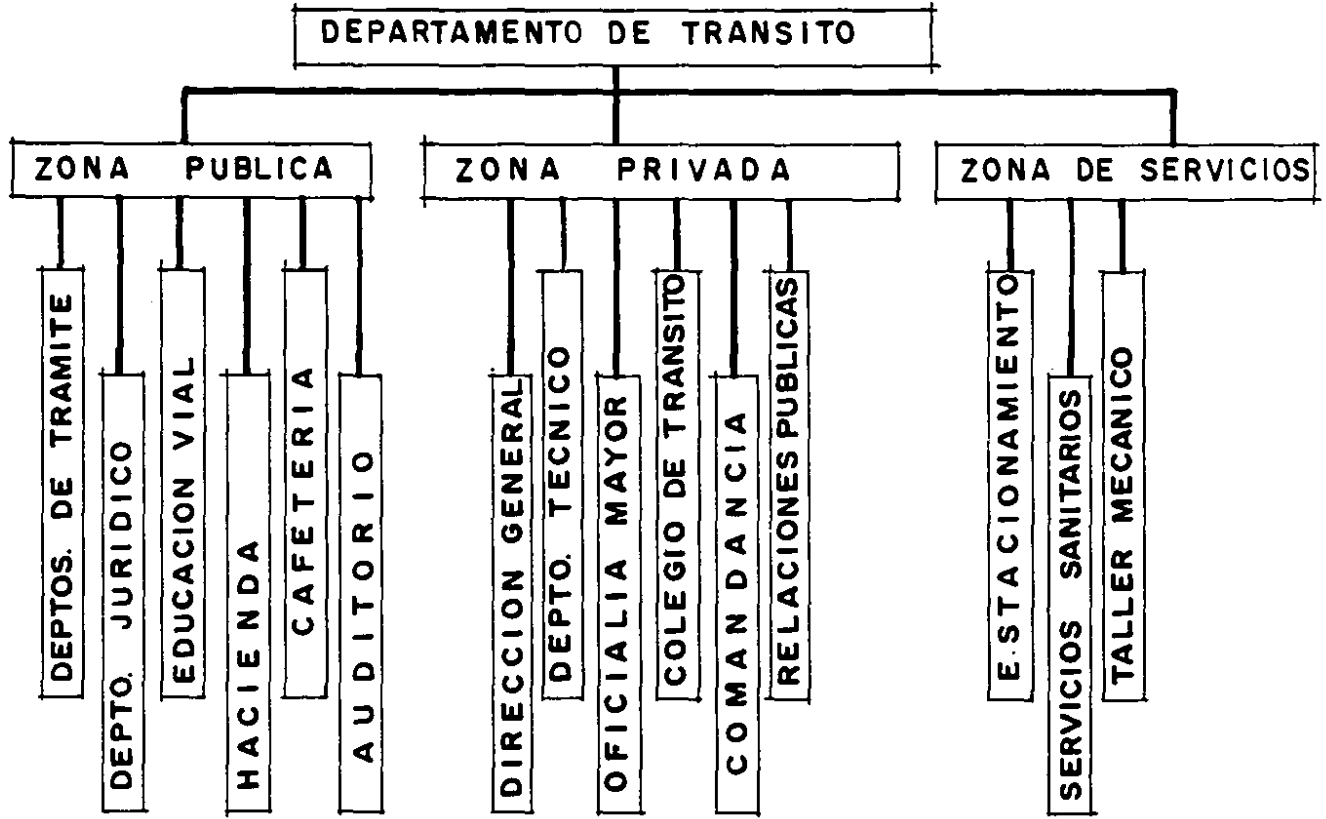 DEPARTAMENTO DE TRANSITO
ZONA PUBLICA
ZONA PRIVADA
ZONA DE SERVICIOS
DEPTOS. DE TRAMITE
DEPTO. JURIDICO
EDUCACION VIAL
HACIENDA
CAFETERIA
AUDITORIO
DIRECCION GENERAL
DEPTO. TECNICO
OFICIALIA MAYOR
COLEGIO DE TRANSITO
COMANDANCIA
RELACIONES PUBLICAS
ESTACIONAMIENTO
SERVICIOS SANITARIOS
TALLER MECANICO